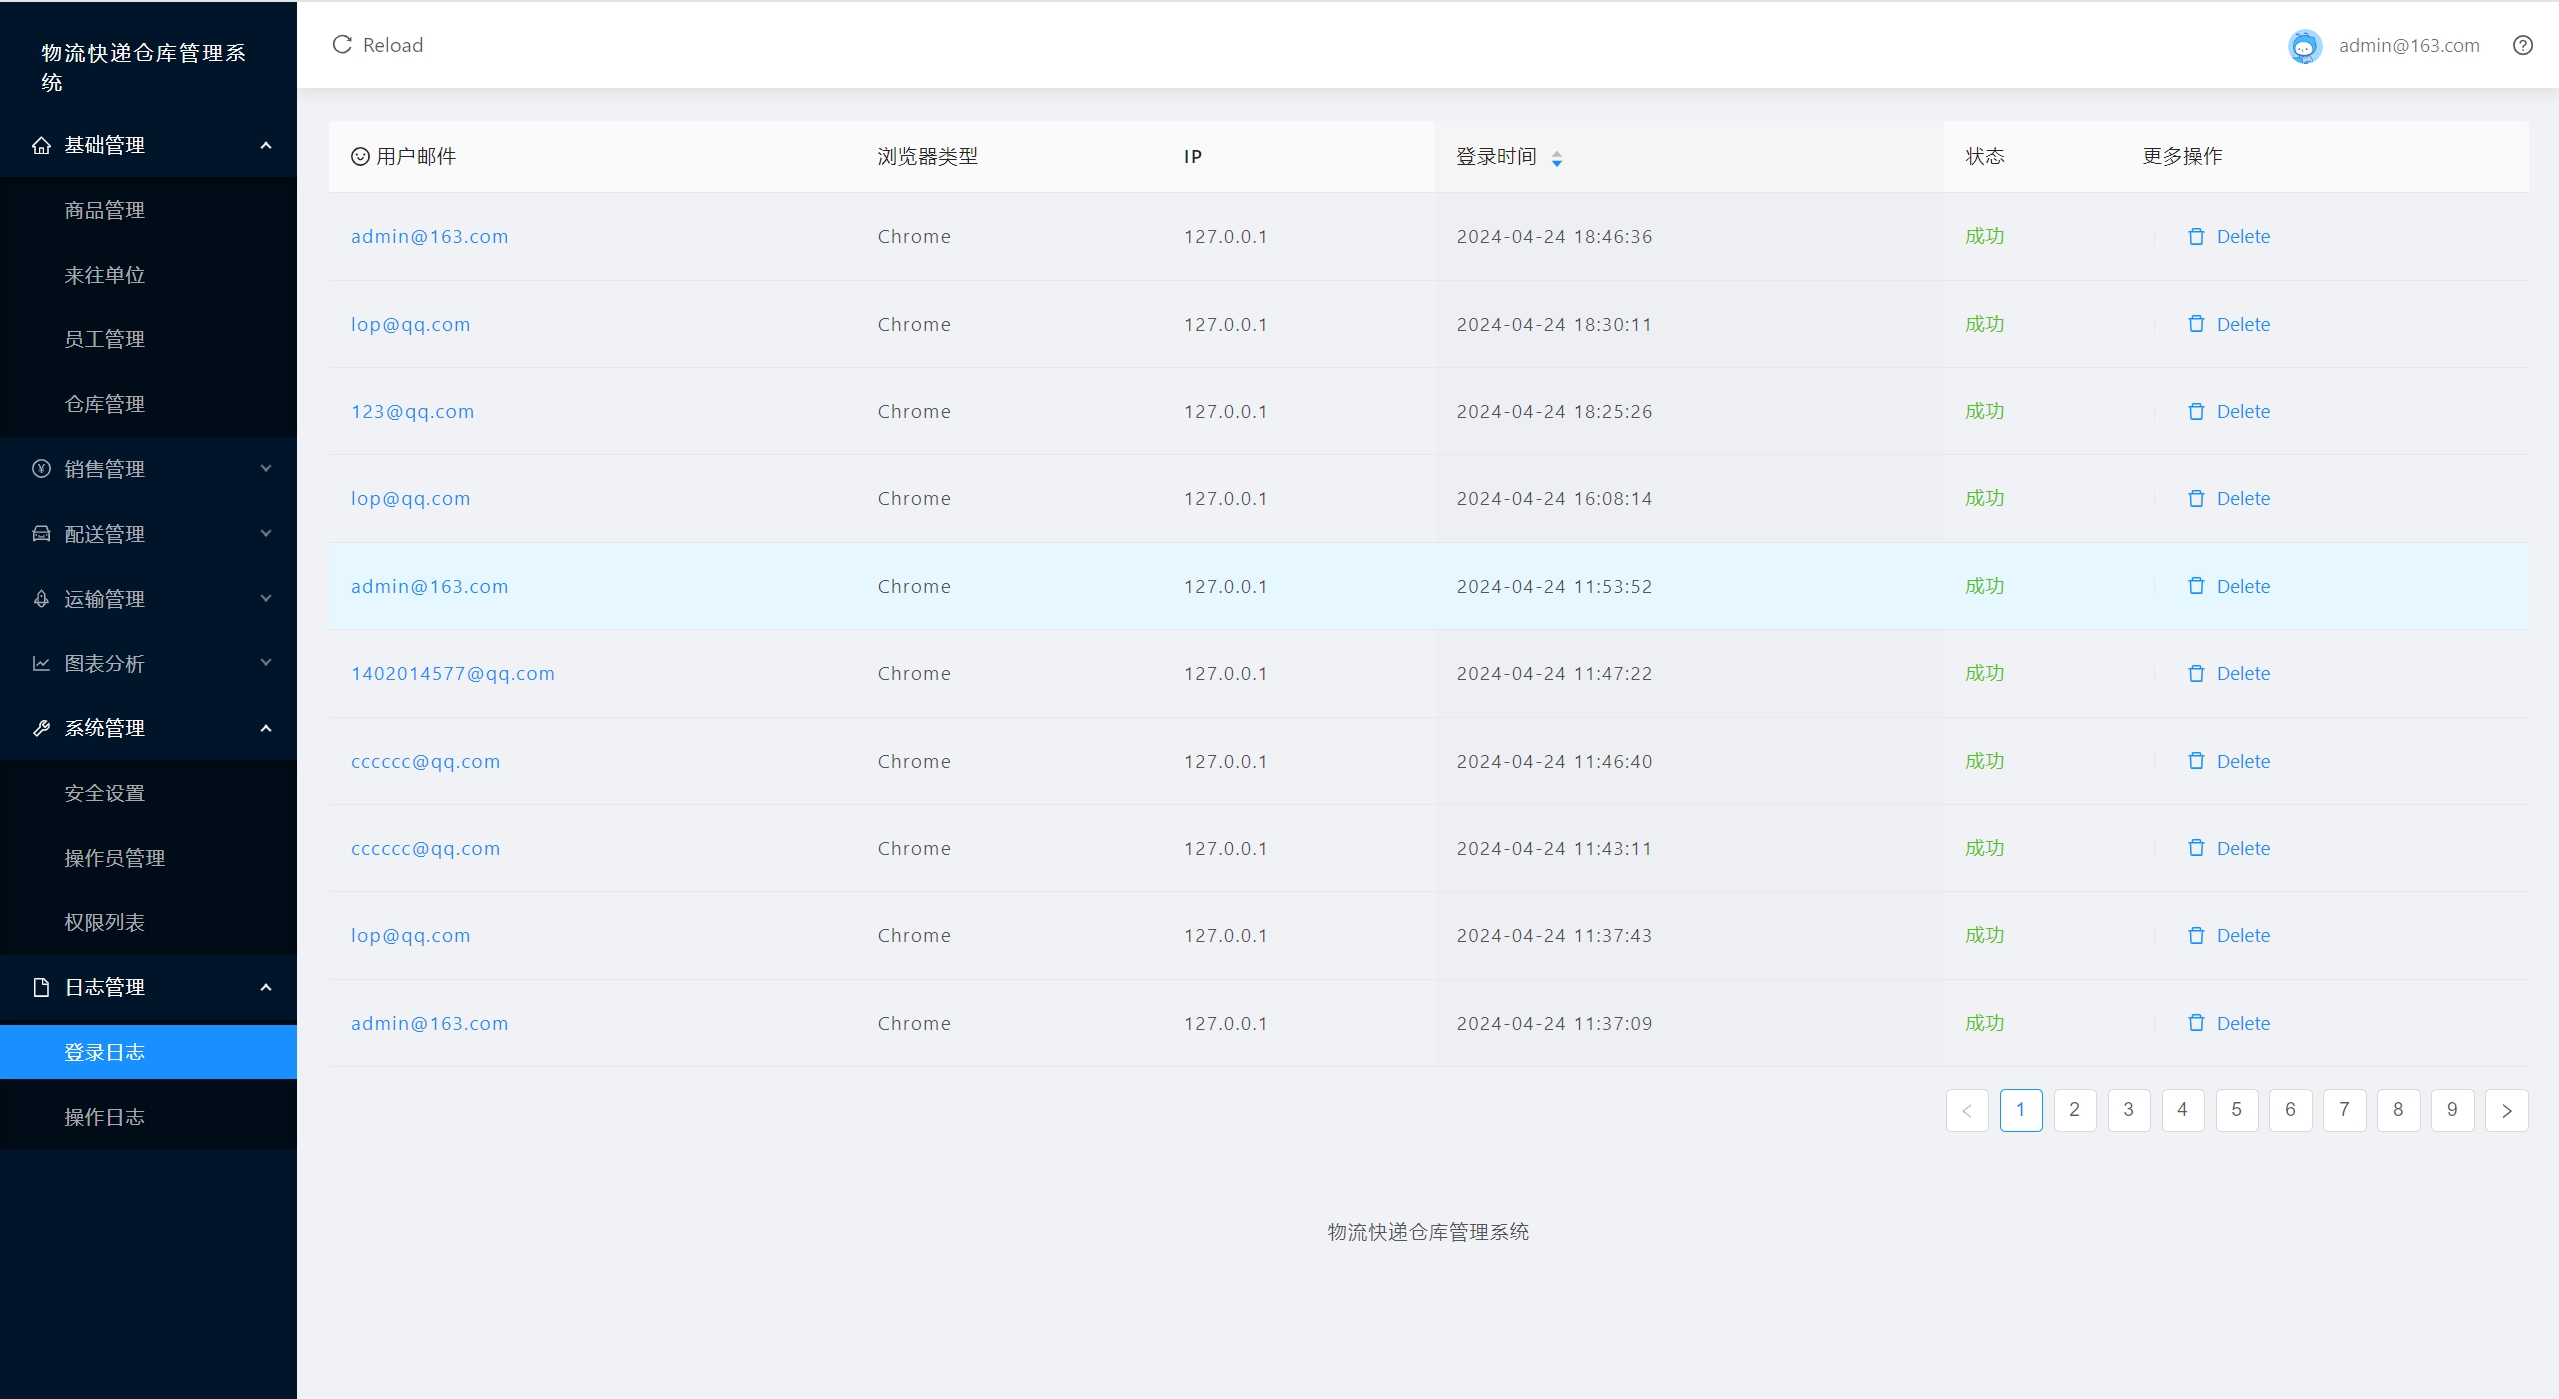 物流快递仓库管理系
统
基础管理
商品管理
来往单位
员工管理
仓库管理
销售管理
配送管理
运输管理
图表分析
系统管理
安全设置
操作员管理
权限列表
日志管理
登录日志
操作日志
Reload admin@163.com
用户邮件 浏览器类型 IP 登录时间 状态 更多操作
admin@163.com Chrome 127.0.0.1 2024-04-24 18:46:36 成功 Delete
lop@qq.com Chrome 127.0.0.1 2024-04-24 18:30:11 成功 Delete
123@qq.com Chrome 127.0.0.1 2024-04-24 18:25:26 成功 Delete
lop@qq.com Chrome 127.0.0.1 2024-04-24 16:08:14 成功 Delete
admin@163.com Chrome 127.0.0.1 2024-04-24 11:53:52 成功 Delete
1402014577@qq.com Chrome 127.0.0.1 2024-04-24 11:47:22 成功 Delete
cccccc@qq.com Chrome 127.0.0.1 2024-04-24 11:46:40 成功 Delete
cccccc@qq.com Chrome 127.0.0.1 2024-04-24 11:43:11 成功 Delete
lop@qq.com Chrome 127.0.0.1 2024-04-24 11:37:43 成功 Delete
admin@163.com Chrome 127.0.0.1 2024-04-24 11:37:09 成功 Delete
< 1 2 3 4 5 6 7 8 9 >
物流快递仓库管理系统